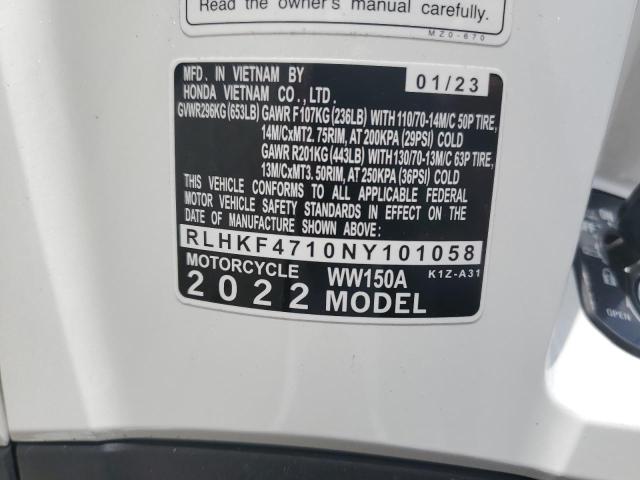 Read the owner's manual carefully.
MZ0-670
MFD. IN VIETNAM BY 01/23
HONDA VIETNAM CO., LTD.
GVWR296KG (653LB) GAWR F107KG (236LB) WITH 110/70-14M/C 50P TIRE,
14M/CxMT2.75RIM, AT 200KPA (29PSI) COLD
GAWR R201KG (443LB) WITH 130/70-13M/C 63P TIRE,
13M/CxMT3.50RIM, AT 250KPA (36PSI) COLD
THIS VEHICLE CONFORMS TO ALL APPLICABLE FEDERAL
MOTOR VEHICLE SAFETY STANDARDS IN EFFECT ON THE
DATE OF MANUFACTURE SHOWN ABOVE.
RLHKF4710NY101058
MOTORCYCLE WW150A K1Z-A31
2022 MODEL
OPEN